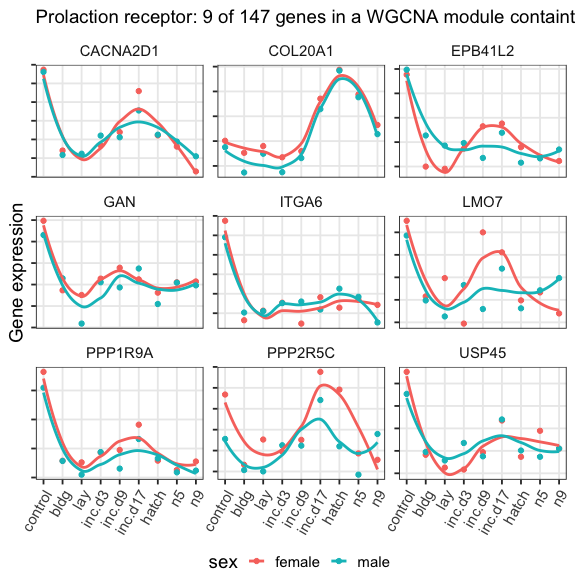 Prolaction receptor: 9 of 147 genes in a WGCNA module containt
CACNA2D1 COL20A1 EPB41L2
GAN ITGA6 LMO7
PPP1R9A PPP2R5C USP45
Gene expression
control bldg lay inc.d3 inc.d9 inc.d17 hatch n5 n9 control bldg lay inc.d3 inc.d9 inc.d17 hatch n5 n9 control bldg lay inc.d3 inc.d9 inc.d17 hatch n5 n9
sex female male